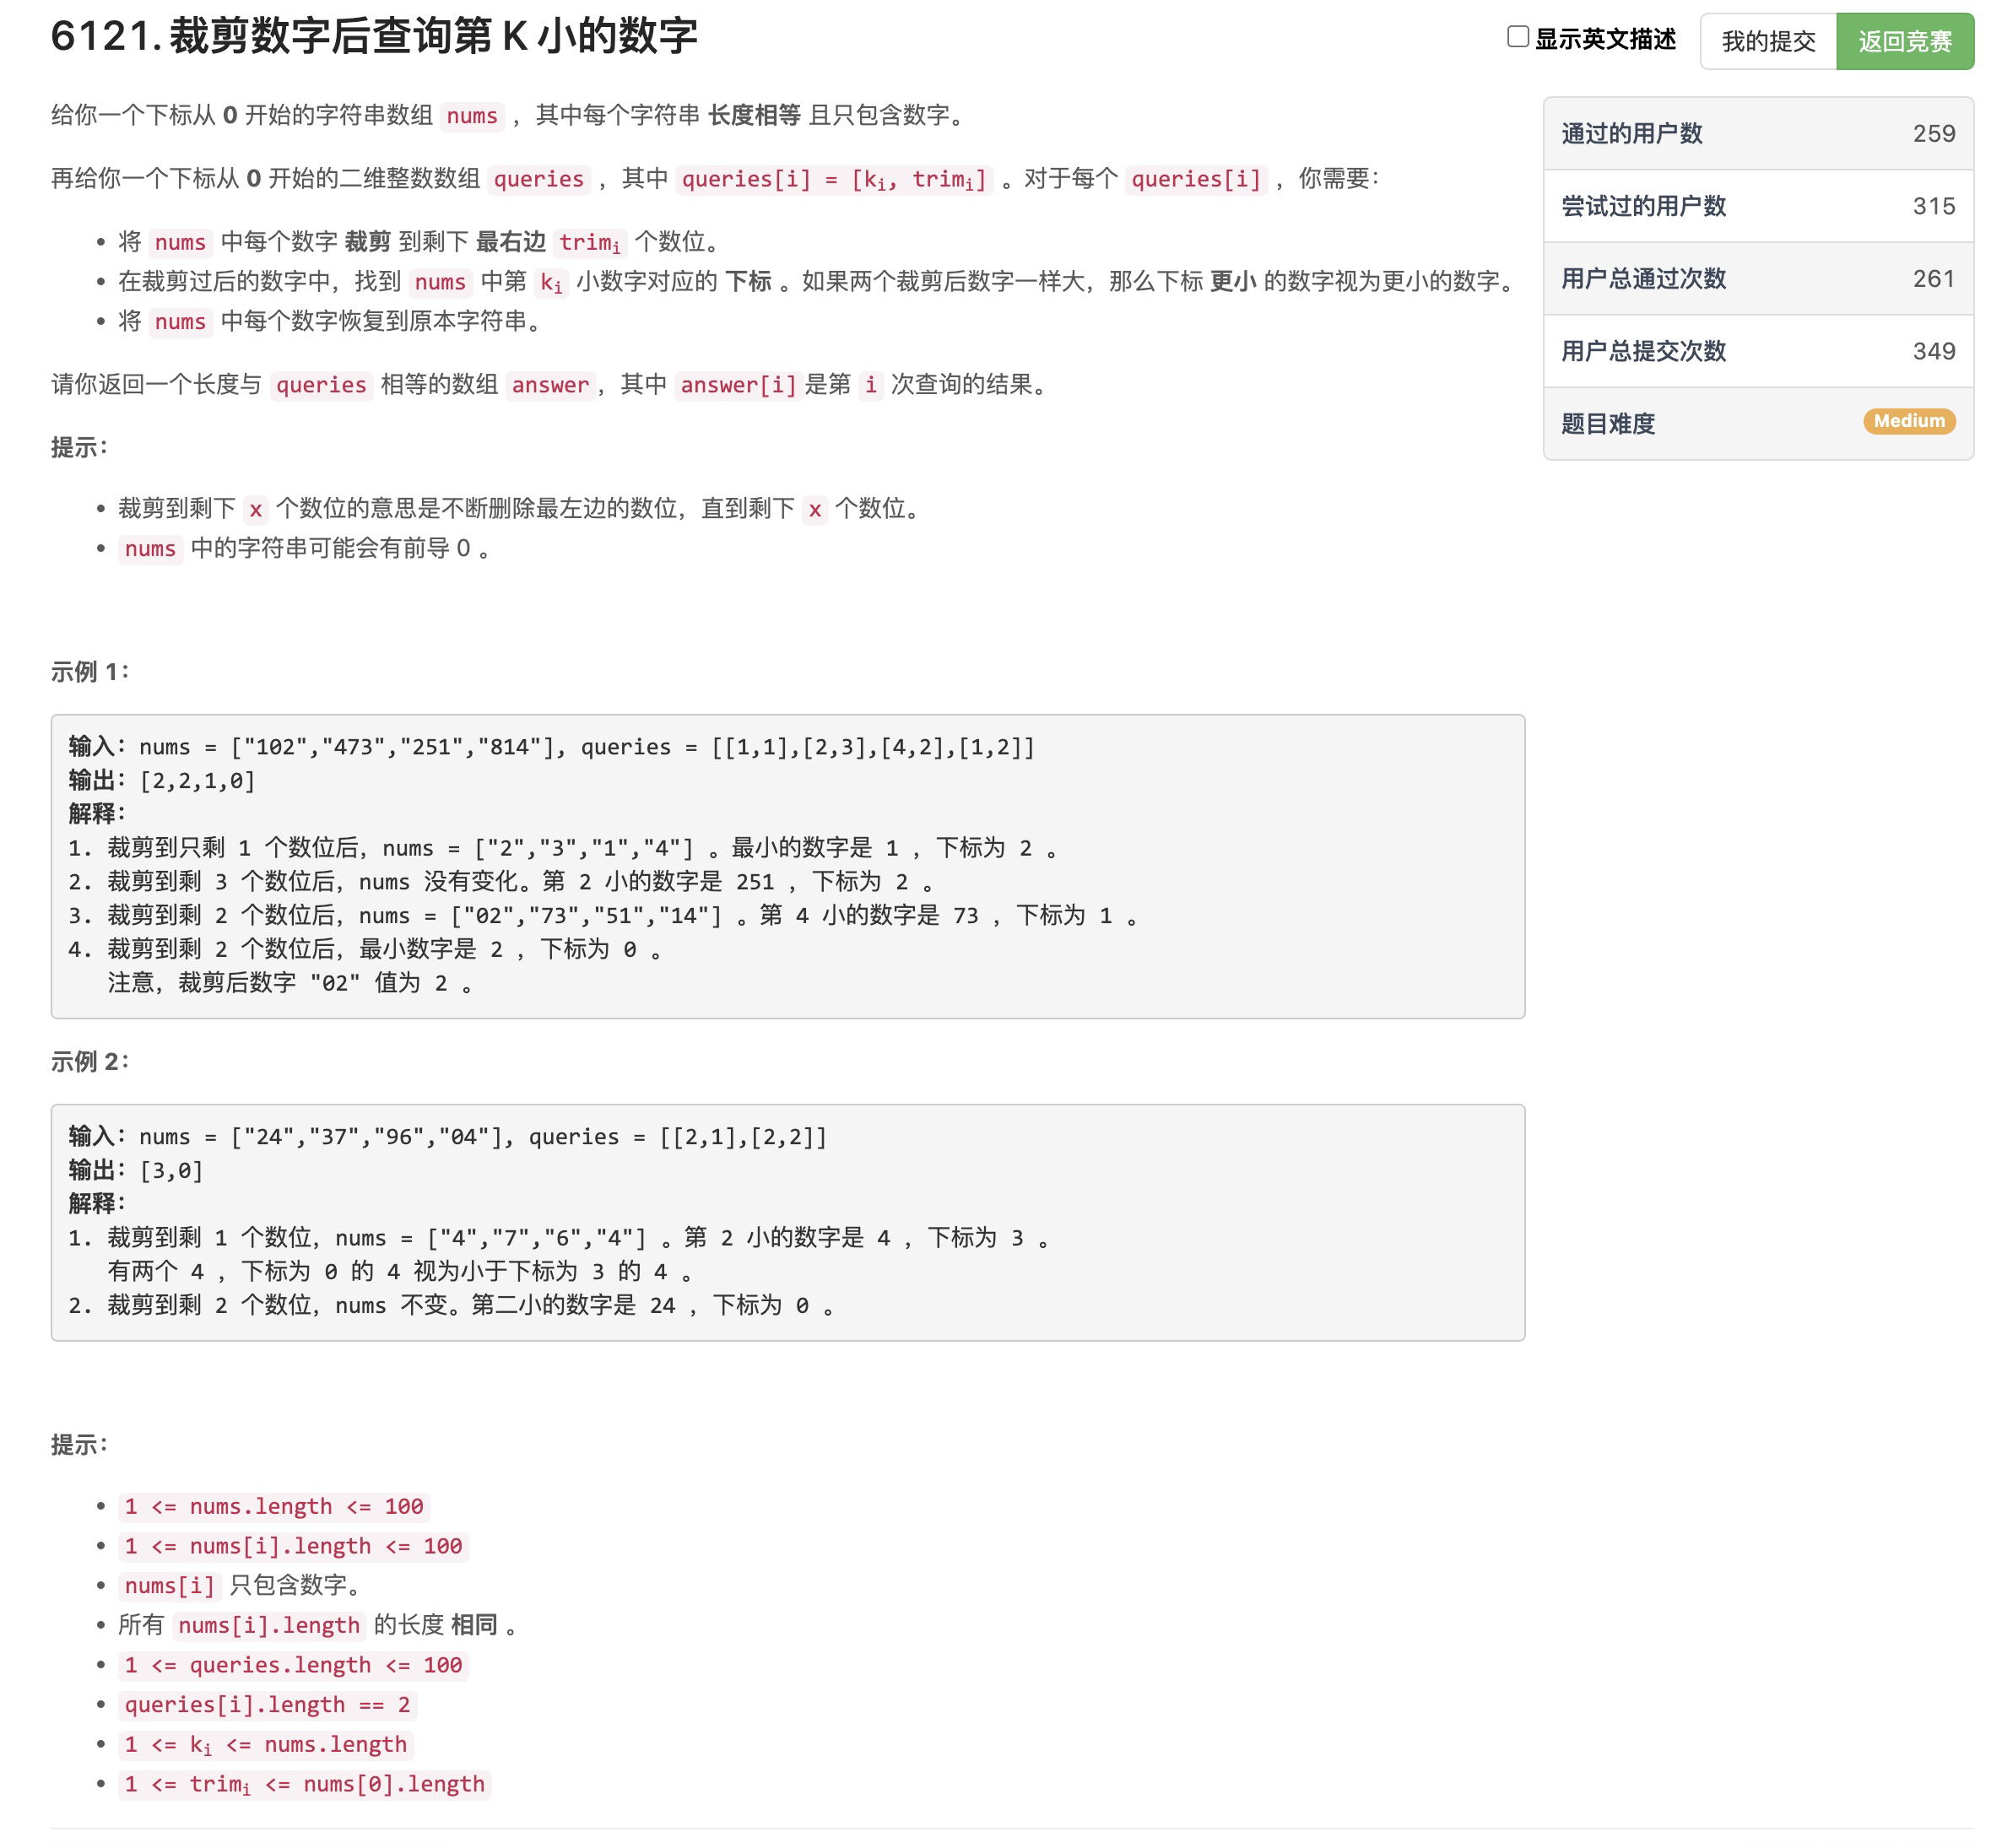 6121. 裁剪数字后查询第 K 小的数字
显示英文描述
我的提交
返回竞赛
给你一个下标从 0 开始的字符串数组 nums ，其中每个字符串 长度相等 且只包含数字。
再给你一个下标从 0 开始的二维整数数组 queries ，其中 queries[i] = [ki, trimi] 。对于每个 queries[i] ，你需要：
• 将 nums 中每个数字 裁剪 到剩下 最右边 trimi 个数位。
• 在裁剪过后的数字中，找到 nums 中第 ki 小数字对应的 下标 。如果两个裁剪后数字一样大，那么下标 更小 的数字视为更小的数字。
• 将 nums 中每个数字恢复到原本字符串。
请你返回一个长度与 queries 相等的数组 answer，其中 answer[i]是第 i 次查询的结果。
提示：
• 裁剪到剩下 x 个数位的意思是不断删除最左边的数位，直到剩下 x 个数位。
• nums 中的字符串可能会有前导 0 。
通过的用户数 259
尝试过的用户数 315
用户总通过次数 261
用户总提交次数 349
题目难度 Medium
示例 1：
输入：nums = ["102","473","251","814"], queries = [[1,1],[2,3],[4,2],[1,2]]
输出：[2,2,1,0]
解释：
1. 裁剪到只剩 1 个数位后，nums = ["2","3","1","4"] 。最小的数字是 1 ，下标为 2 。
2. 裁剪到剩 3 个数位后，nums 没有变化。第 2 小的数字是 251 ，下标为 2 。
3. 裁剪到剩 2 个数位后，nums = ["02","73","51","14"] 。第 4 小的数字是 73 ，下标为 1 。
4. 裁剪到剩 2 个数位后，最小数字是 2 ，下标为 0 。
注意，裁剪后数字 "02" 值为 2 。
示例 2：
输入：nums = ["24","37","96","04"], queries = [[2,1],[2,2]]
输出：[3,0]
解释：
1. 裁剪到剩 1 个数位，nums = ["4","7","6","4"] 。第 2 小的数字是 4 ，下标为 3 。
有两个 4 ，下标为 0 的 4 视为小于下标为 3 的 4 。
2. 裁剪到剩 2 个数位，nums 不变。第二小的数字是 24 ，下标为 0 。
提示：
• 1 <= nums.length <= 100
• 1 <= nums[i].length <= 100
• nums[i] 只包含数字。
• 所有 nums[i].length 的长度 相同 。
• 1 <= queries.length <= 100
• queries[i].length == 2
• 1 <= ki <= nums.length
• 1 <= trimi <= nums[0].length